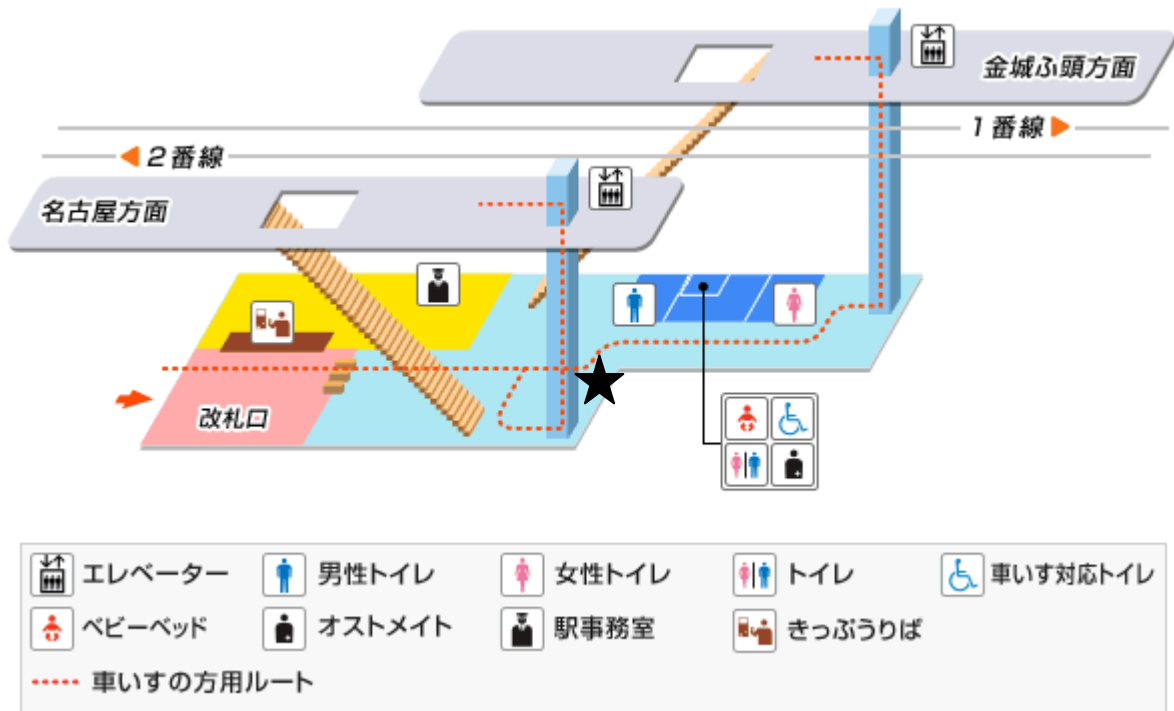 金城ふ頭方面
1番線
2番線
名古屋方面
改札口
エレベーター 男性トイレ 女性トイレ トイレ 車いす対応トイレ
ベビーベッド オストメイト 駅事務室 きっぷうりば
車いすの方用ルート